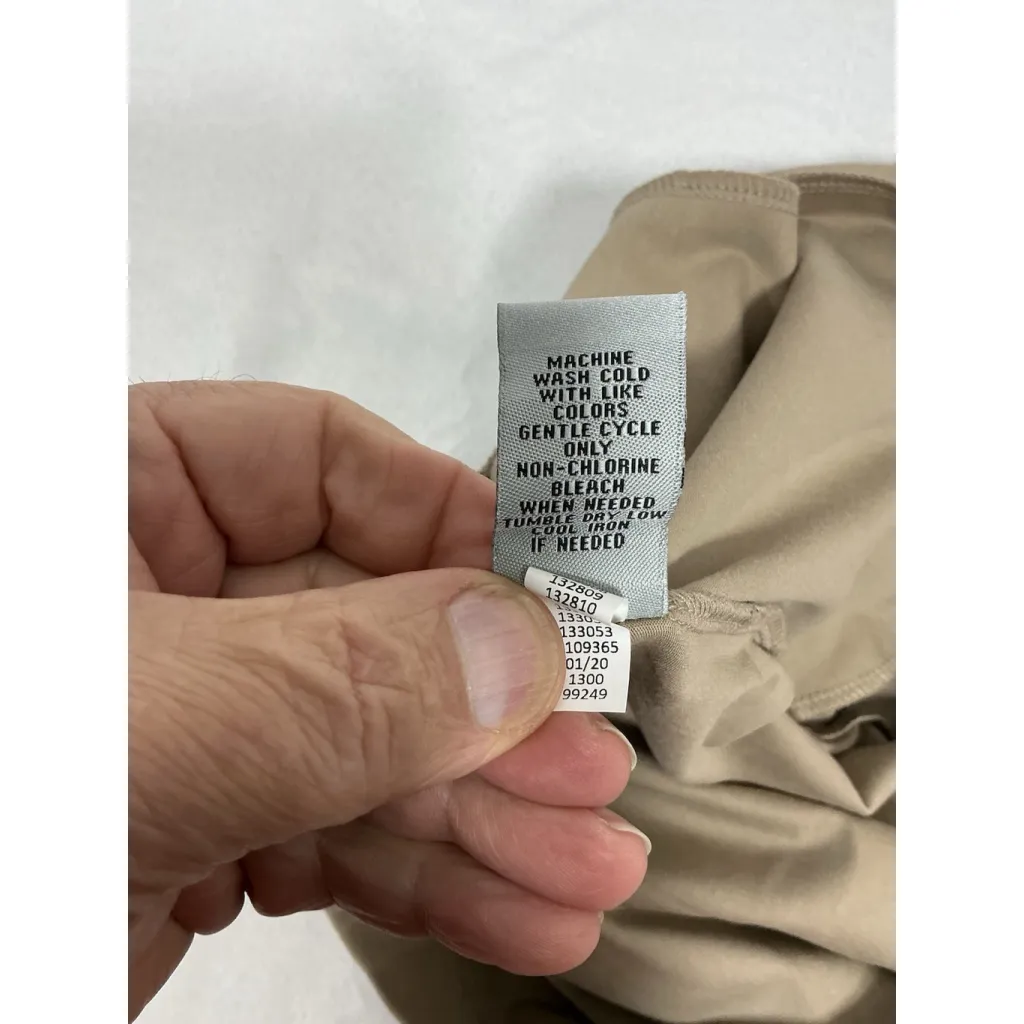 MACHINE
WASH COLD
WITH LIKE
COLORS
GENTLE CYCLE
ONLY
NON-CHLORINE
BLEACH
WHEN NEEDED
TUMBLE DRY LOW
COOL IRON
IF NEEDED
132809
132810
133053
109365
01/20
1300
99249